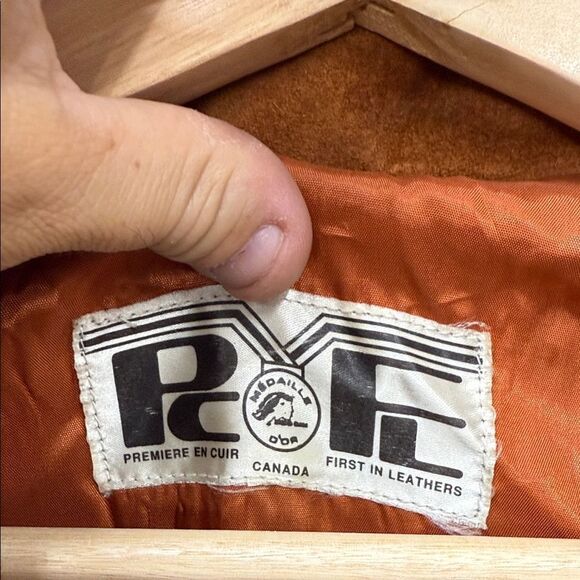 PC FL
MÉDAILLE
D'OR
PREMIERE EN CUIR
CANADA
FIRST IN LEATHERS